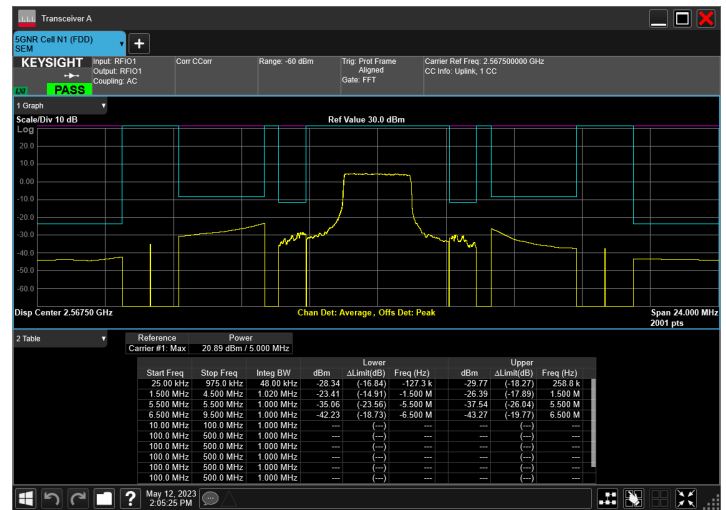 Transceiver A
5GNR Cell N1 (FDD)
SEM
KEYSIGHT
Input: RFIO1
Output: RFIO1
Coupling: AC
Corr CCorr
Range: -60 dBm
Trig: Prot Frame
Aligned
Gate: FFT
Carrier Ref Freq: 2.567500000 GHz
CC Info: Uplink, 1 CC
LXI
PASS
1 Graph
Scale/Div 10 dB
Ref Value 30.0 dBm
Log
20.0
10.0
0.00
-10.0
-20.0
-30.0
-40.0
-50.0
-60.0
Disp Center 2.56750 GHz
Chan Det: Average , Offs Det: Peak
Span 24.000 MHz
2001 pts
2 Table
Reference Power
Carrier #1: Max 20.89 dBm / 5.000 MHz
Lower Upper
Start Freq Stop Freq Integ BW dBm ΔLimit(dB) Freq (Hz) dBm ΔLimit(dB) Freq (Hz)
25.00 kHz 975.0 kHz 48.00 kHz -28.34 (-16.84) -127.3 k -29.77 (-18.27) 258.8 k
1.500 MHz 4.500 MHz 1.020 MHz -23.41 (-14.91) -1.500 M -26.39 (-17.89) 1.500 M
5.500 MHz 5.500 MHz 1.000 MHz -35.06 (-23.56) -5.500 M -37.54 (-26.04) 5.500 M
6.500 MHz 9.500 MHz 1.000 MHz -42.23 (-18.73) -6.500 M -43.27 (-19.77) 6.500 M
10.00 MHz 100.0 MHz 1.000 MHz --- (---) --- --- (---) ---
100.0 MHz 500.0 MHz 1.000 MHz --- (---) --- --- (---) ---
100.0 MHz 500.0 MHz 1.000 MHz --- (---) --- --- (---) ---
100.0 MHz 500.0 MHz 1.000 MHz --- (---) --- --- (---) ---
100.0 MHz 500.0 MHz 1.000 MHz --- (---) --- --- (---) ---
100.0 MHz 500.0 MHz 1.000 MHz --- (---) --- --- (---) ---
May 12, 2023
2:05:25 PM